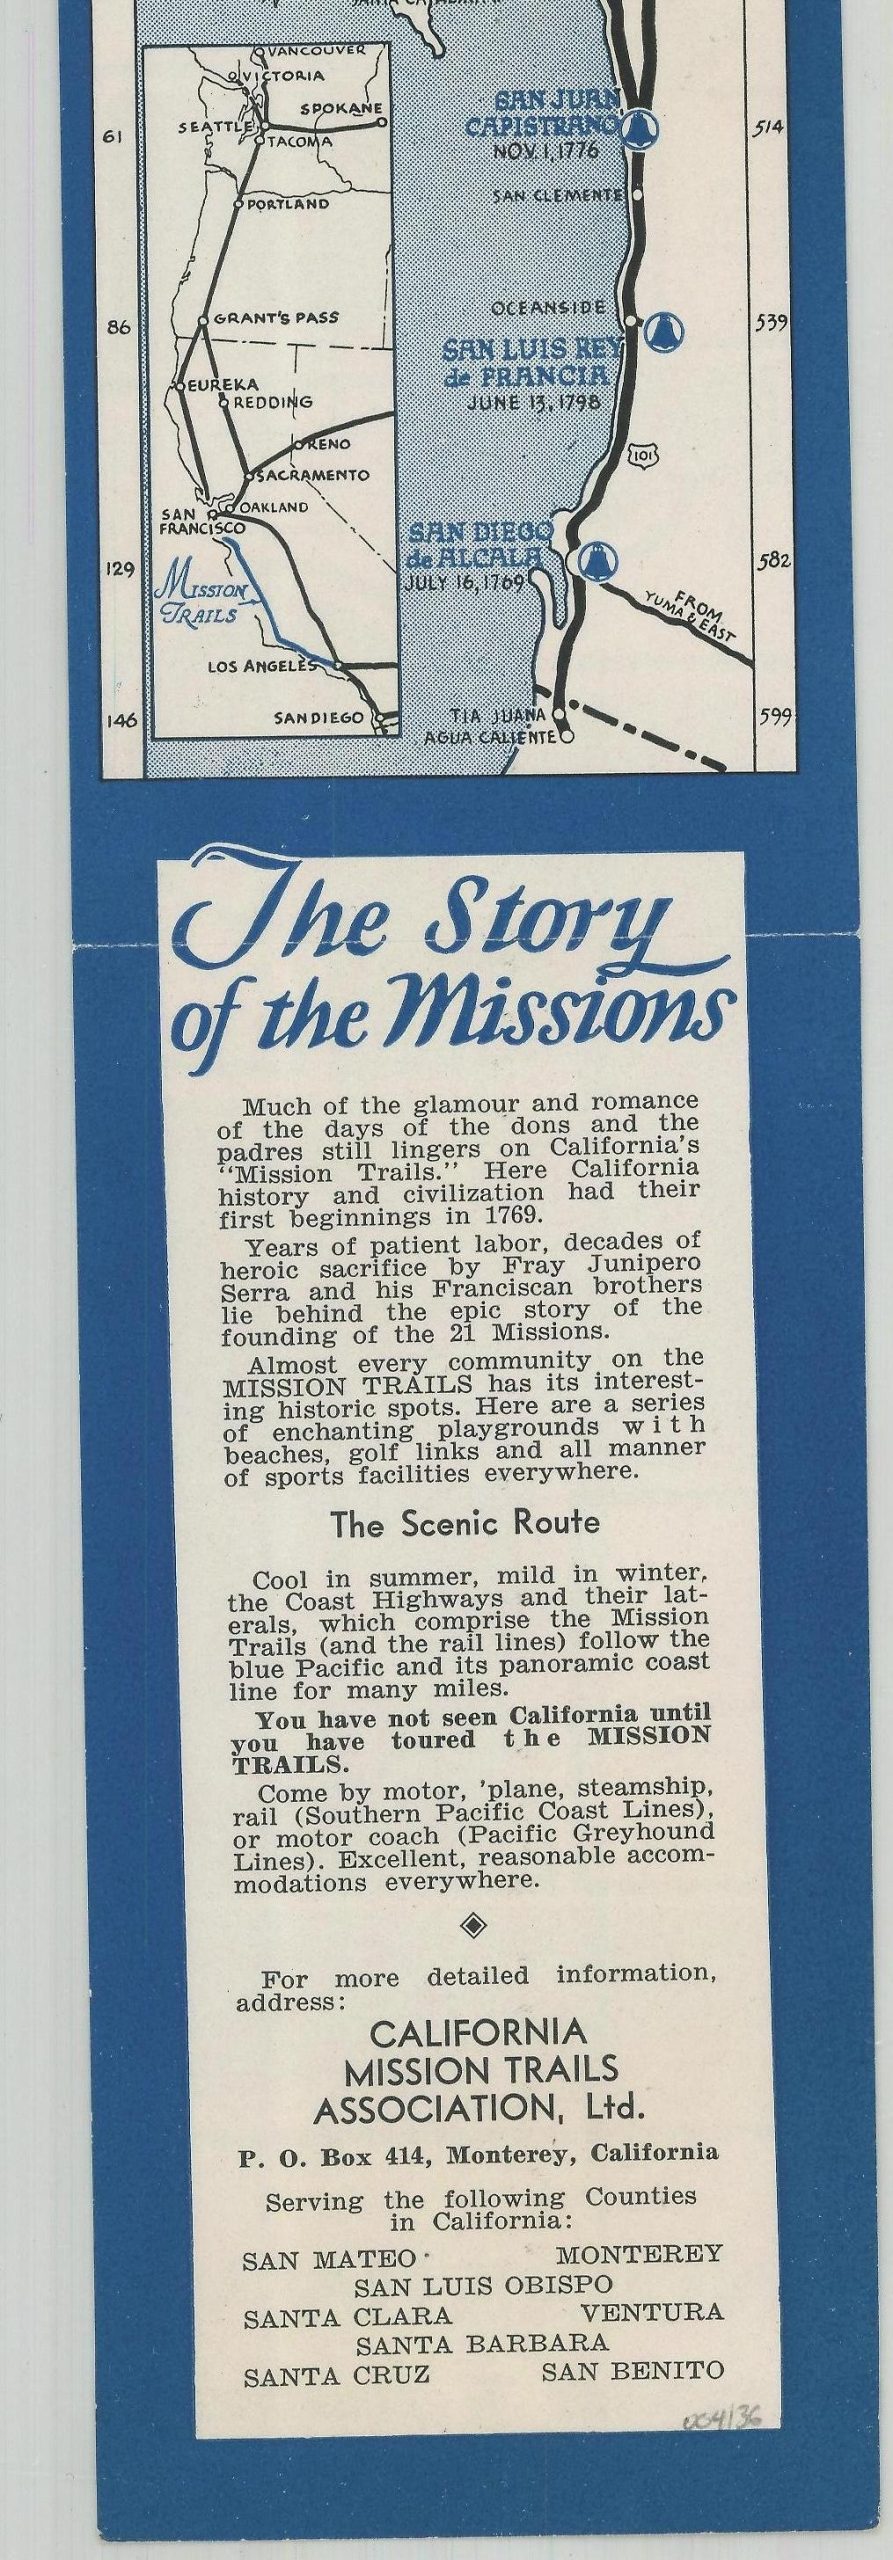 VANCOUVER
VICTORIA
SPOKANE
SEATTLE
TACOMA
PORTLAND
GRANT'S PASS
EUREKA
REDDING
RENO
SACRAMENTO
OAKLAND
SAN
FRANCISCO
MISSION
TRAILS
LOS ANGELES
SAN DIEGO
61
86
129
146
SAN JUAN
CAPISTRANO
NOV. 1, 1776
SAN CLEMENTE
OCEANSIDE
SAN LUIS REY
de FRANCIA
JUNE 13, 1798
101
SAN DIEGO
de ALCALA
JULY 16, 1769
FROM
YUMA & EAST
TIA JUANA
AGUA CALIENTE
514
539
582
599
The Story
of the Missions
Much of the glamour and romance
of the days of the dons and the
padres still lingers on California's
"Mission Trails." Here California
history and civilization had their
first beginnings in 1769.
Years of patient labor, decades of
heroic sacrifice by Fray Junipero
Serra and his Franciscan brothers
lie behind the epic story of the
founding of the 21 Missions.
Almost every community on the
MISSION TRAILS has its interest-
ing historic spots. Here are a series
of enchanting playgrounds with
beaches, golf links and all manner
of sports facilities everywhere.
The Scenic Route
Cool in summer, mild in winter,
the Coast Highways and their lat-
erals, which comprise the Mission
Trails (and the rail lines) follow the
blue Pacific and its panoramic coast
line for many miles.
You have not seen California until
you have toured the MISSION
TRAILS.
Come by motor, 'plane, steamship,
rail (Southern Pacific Coast Lines),
or motor coach (Pacific Greyhound
Lines). Excellent, reasonable accom-
modations everywhere.
For more detailed information,
address:
CALIFORNIA
MISSION TRAILS
ASSOCIATION, Ltd.
P. O. Box 414, Monterey, California
Serving the following Counties
in California:
SAN MATEO MONTEREY
SAN LUIS OBISPO
SANTA CLARA VENTURA
SANTA BARBARA
SANTA CRUZ SAN BENITO